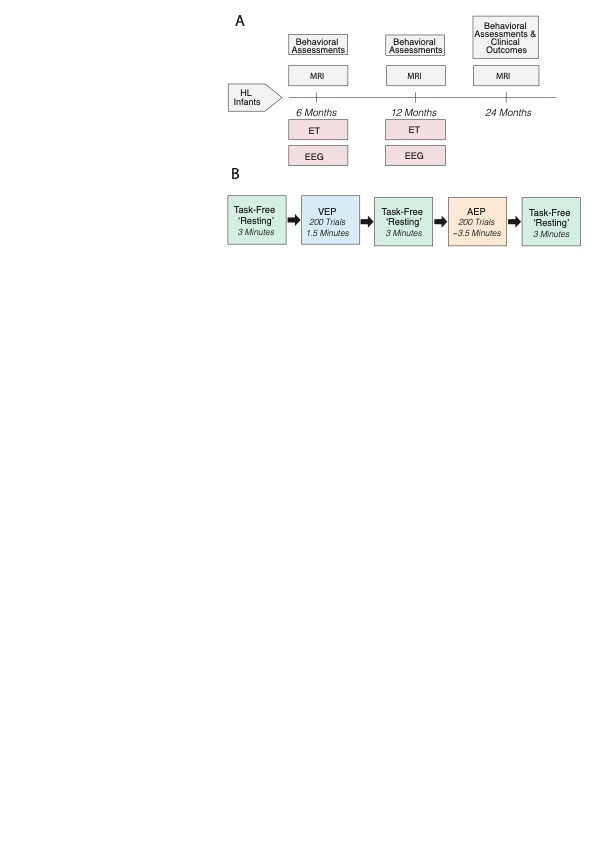 A
Behavioral
Assessments
Behavioral
Assessments
Behavioral
Assessments &
Clinical
Outcomes
MRI
MRI
MRI
HL
Infants
6 Months
12 Months
24 Months
ET
ET
EEG
EEG
B
Task-Free
'Resting'
3 Minutes
VEP
200 Trials
1.5 Minutes
Task-Free
'Resting'
3 Minutes
AEP
200 Trials
~3.5 Minutes
Task-Free
'Resting'
3 Minutes